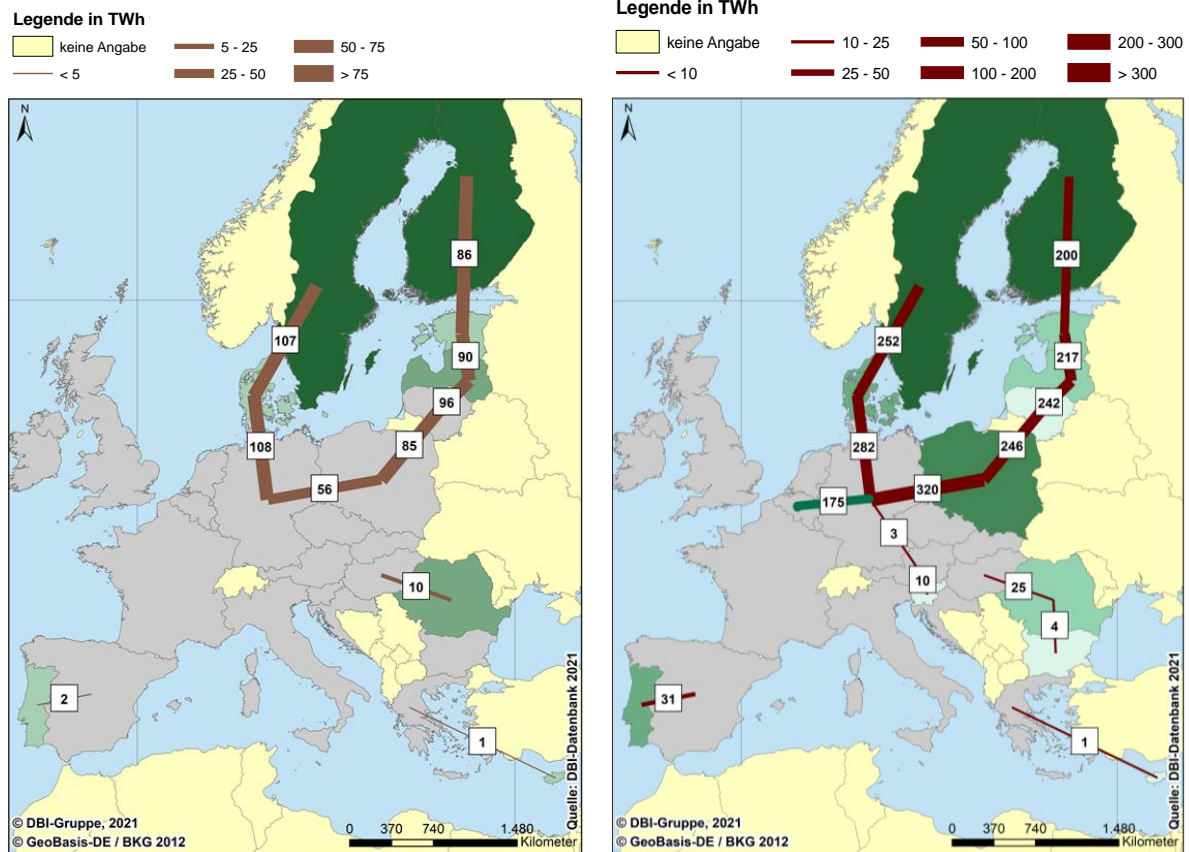 Legende in TWh
keine Angabe
5 - 25
50 - 75
< 5
25 - 50
> 75
N
86
107
90
96
108
85
56
10
2
1
Quelle: DBI-Datenbank 2021
© DBI-Gruppe, 2021
© GeoBasis-DE / BKG 2012
0 370 740 1.480
Kilometer
Legende in TWh
keine Angabe
10 - 25
50 - 100
200 - 300
< 10
25 - 50
100 - 200
> 300
N
200
252
217
242
282
246
320
175
3
10
25
4
31
1
Quelle: DBI-Datenbank 2021
© DBI-Gruppe, 2021
© GeoBasis-DE / BKG 2012
0 370 740 1.480
Kilometer